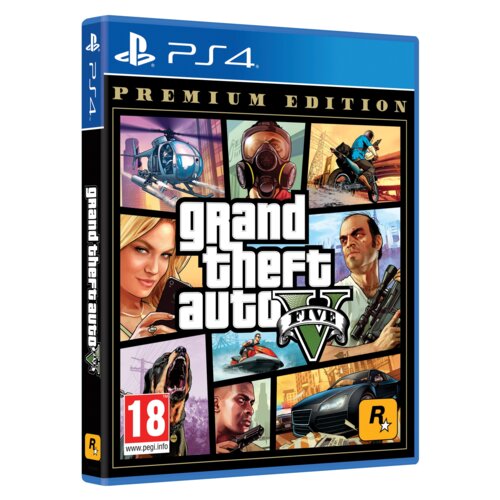 PS4
PS4
PREMIUM EDITION
grand
theft
auto
V
FIVE
grand theft auto
V
18
www.pegi.info
R
R